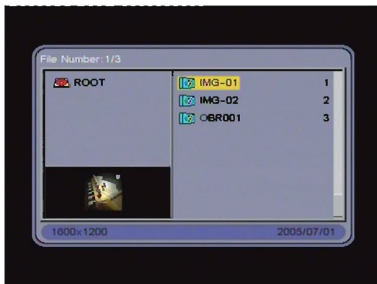 File Number:1/3
ROOT
IMG-01 1
IMG-02 2
OBR001 3
1600x1200 2005/07/01